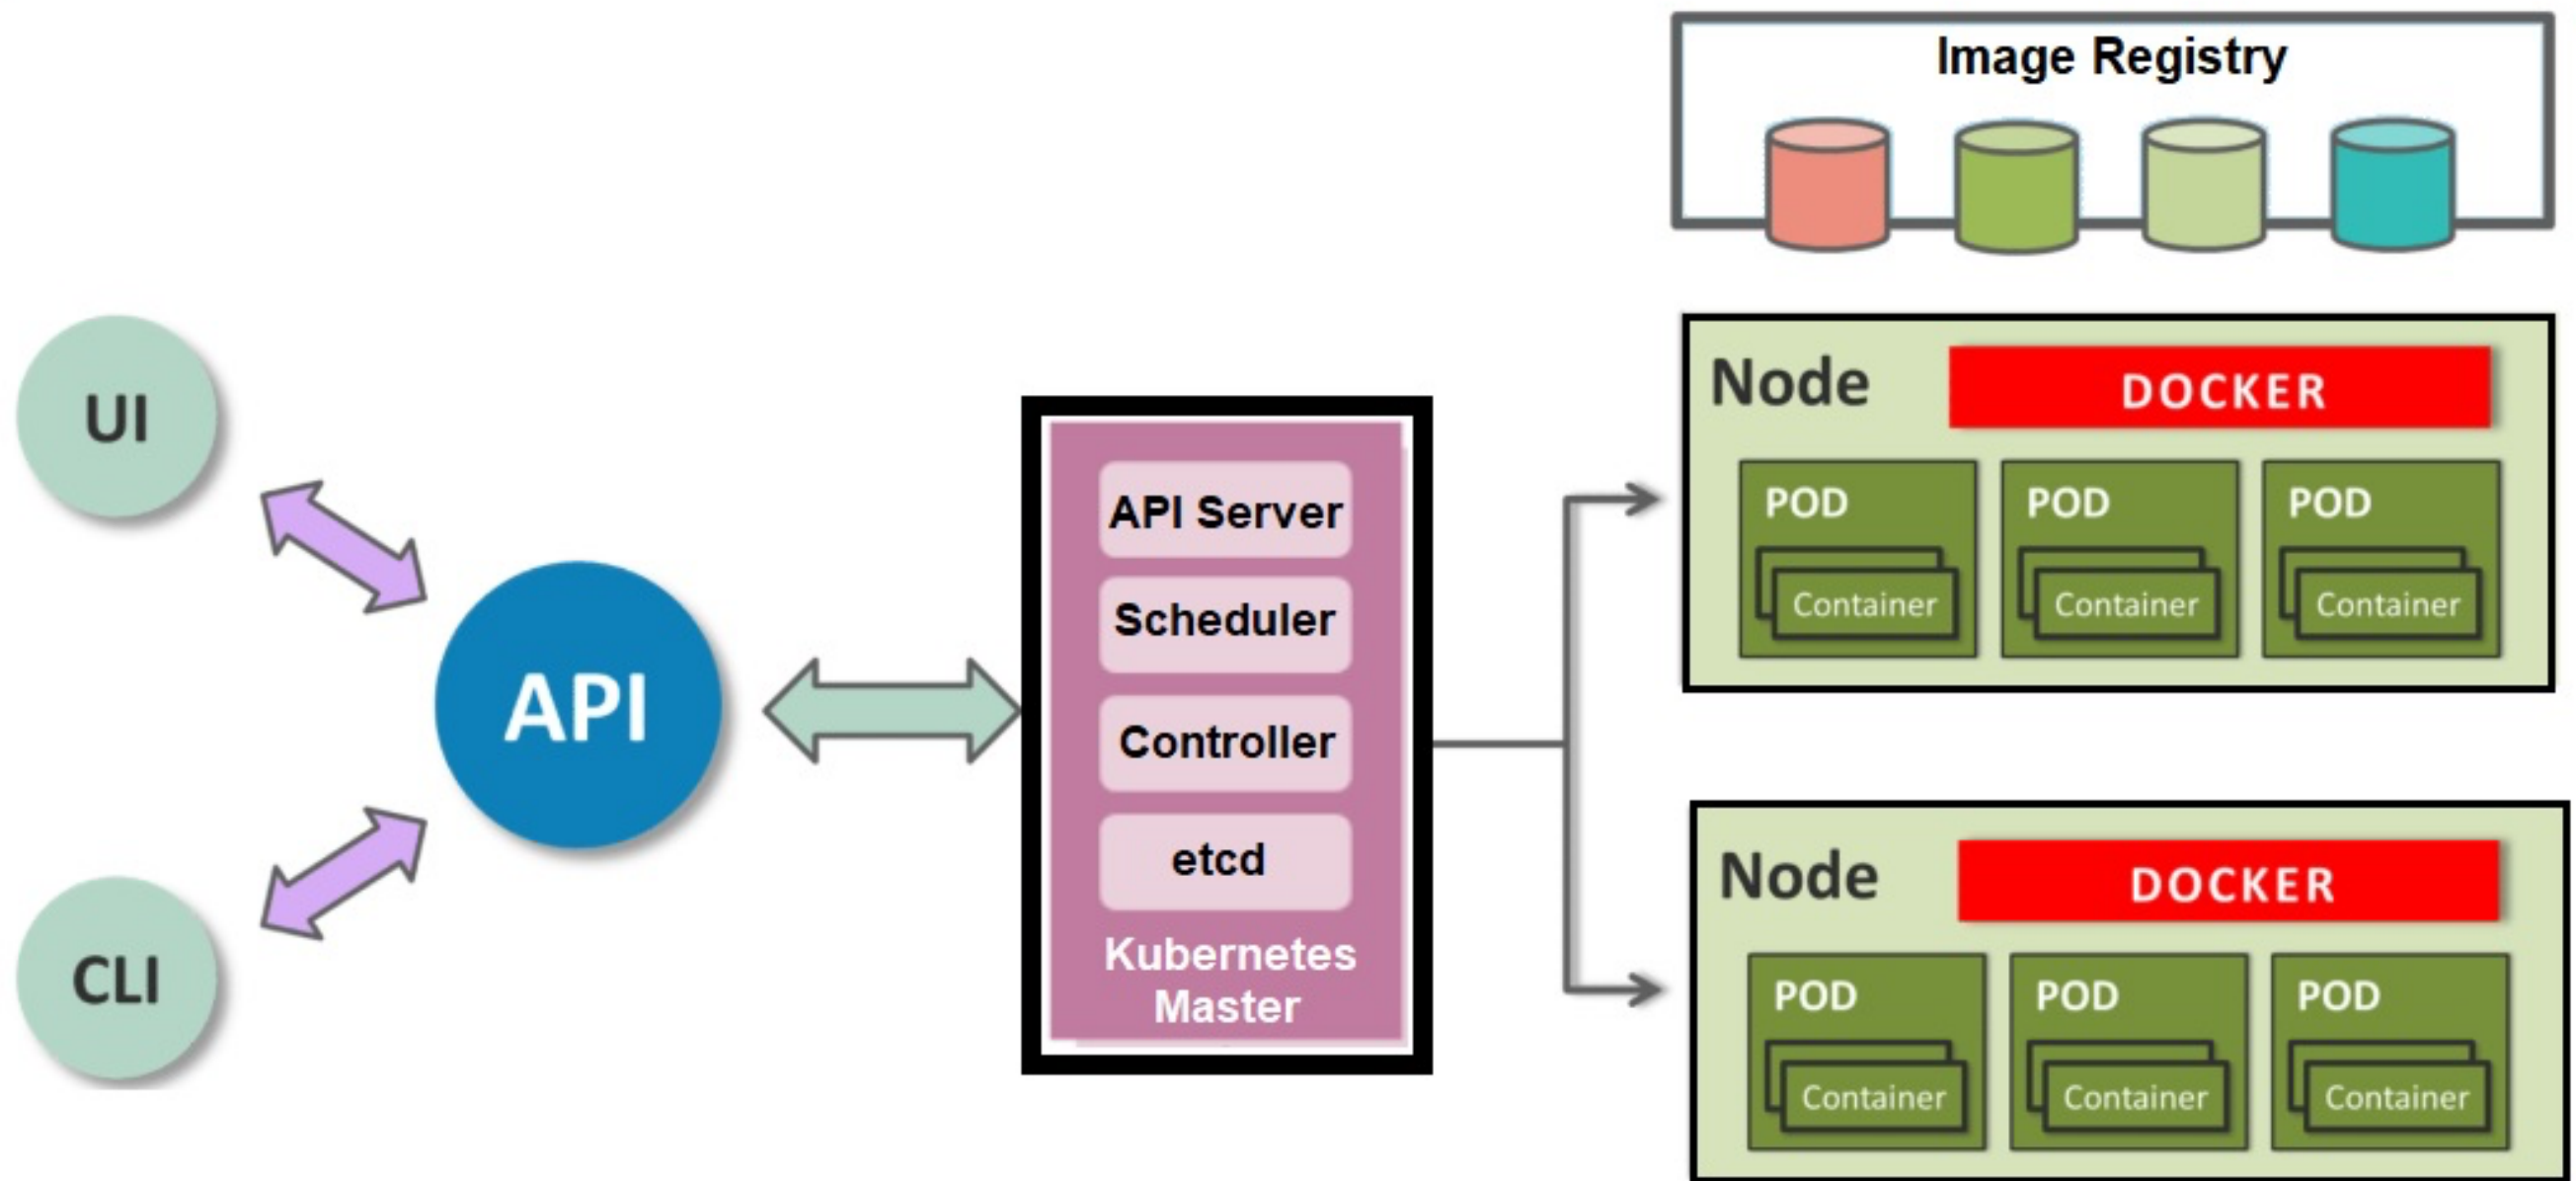 Image Registry
UI
CLI
API
API Server
Scheduler
Controller
etcd
Kubernetes
Master
Node
DOCKER
POD
Container
POD
Container
POD
Container
Node
DOCKER
POD
Container
POD
Container
POD
Container